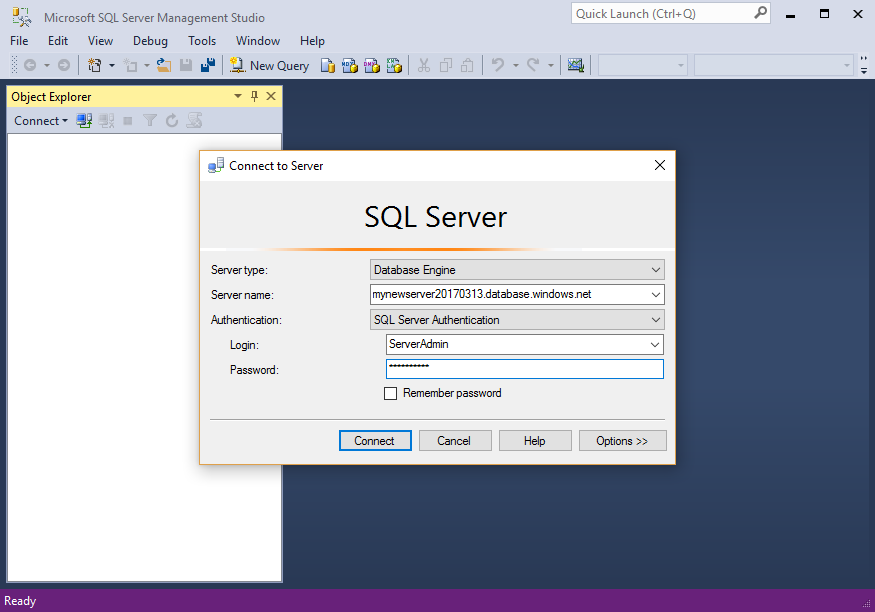 Microsoft SQL Server Management Studio
Quick Launch (Ctrl+Q)
File Edit View Debug Tools Window Help
New Query
Object Explorer
Connect
Connect to Server
SQL Server
Server type: Database Engine
Server name: mynewserver20170313.database.windows.net
Authentication: SQL Server Authentication
Login: ServerAdmin
Password: **********
Remember password
Connect Cancel Help Options >>
Ready